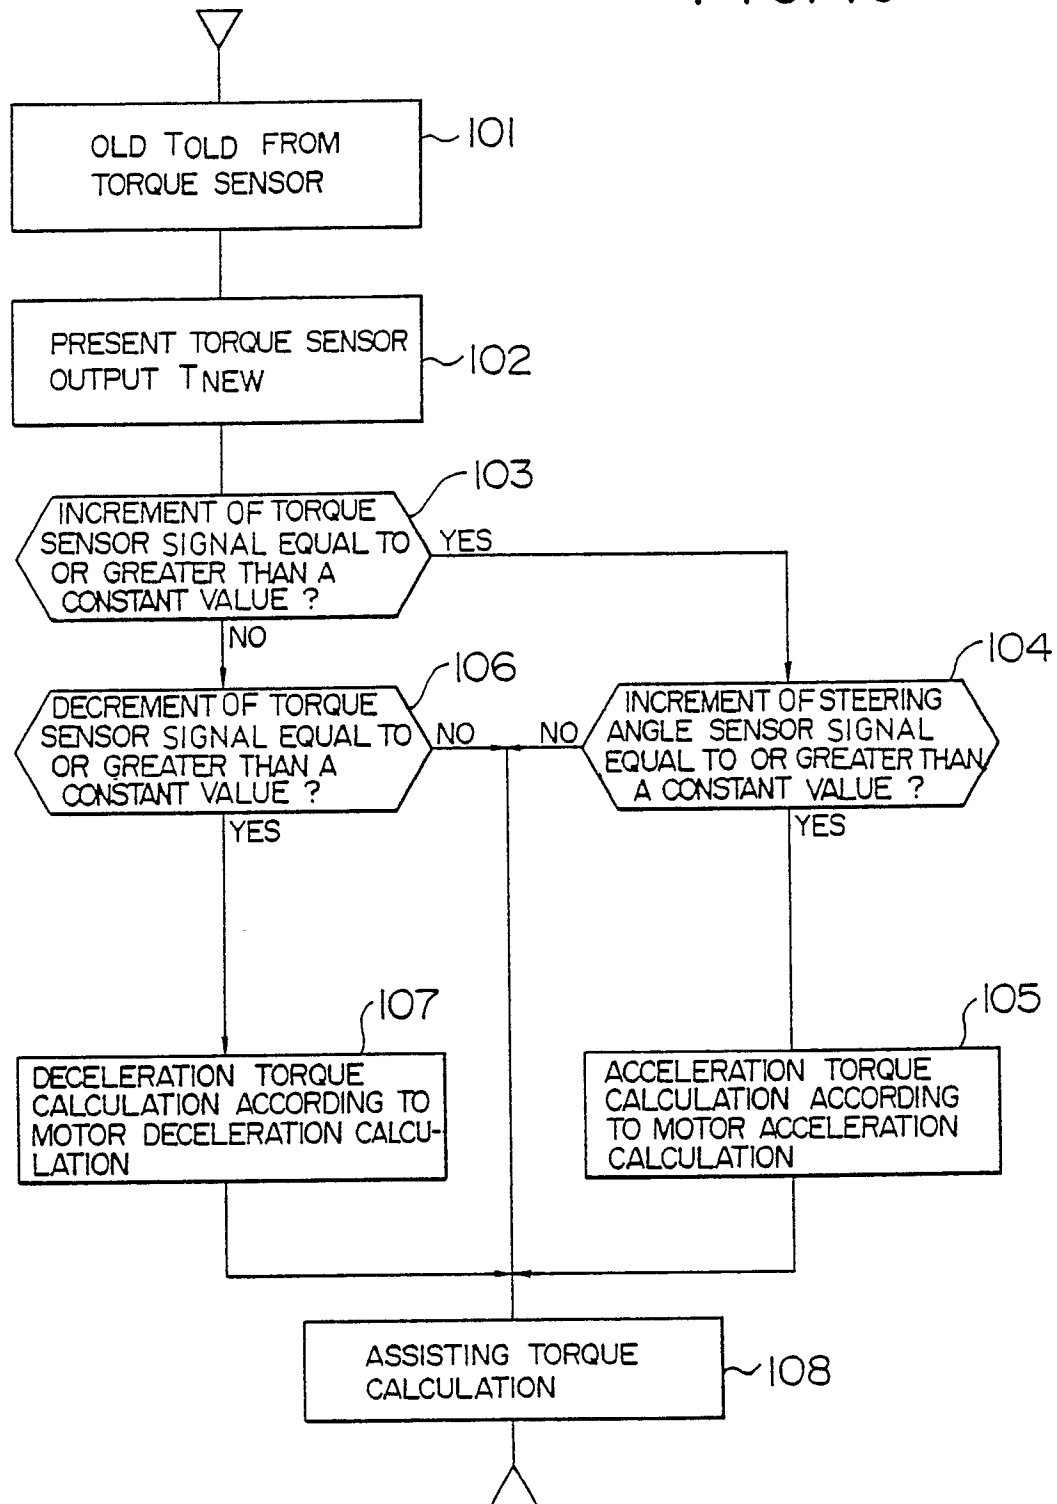 101
OLD TOLD FROM
TORQUE SENSOR
PRESENT TORQUE SENSOR
OUTPUT TNEW
102
103
INCREMENT OF TORQUE
SENSOR SIGNAL EQUAL TO
OR GREATER THAN A
CONSTANT VALUE ?
YES
NO
104
106
DECREMENT OF TORQUE
SENSOR SIGNAL EQUAL TO
OR GREATER THAN A
CONSTANT VALUE ?
NO
NO
INCREMENT OF STEERING
ANGLE SENSOR SIGNAL
EQUAL TO OR GREATER THAN
A CONSTANT VALUE ?
YES
YES
107
105
DECELERATION TORQUE
CALCULATION ACCORDING TO
MOTOR DECELERATION CALCU-
LATION
ACCELERATION TORQUE
CALCULATION ACCORDING
TO MOTOR ACCELERATION
CALCULATION
ASSISTING TORQUE
CALCULATION
108